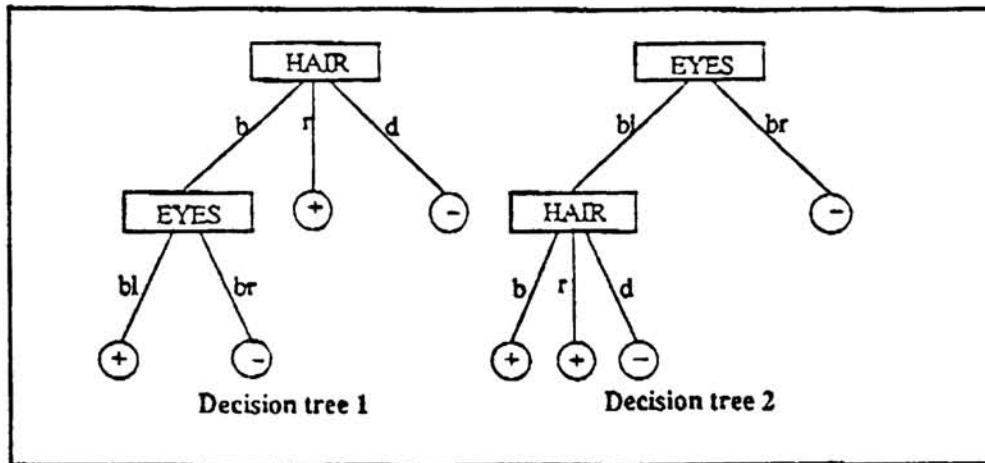 HAIR EYES
b r d bl br
EYES + - HAIR -
bl br b r d
+ - + + -
Decision tree 1 Decision tree 2